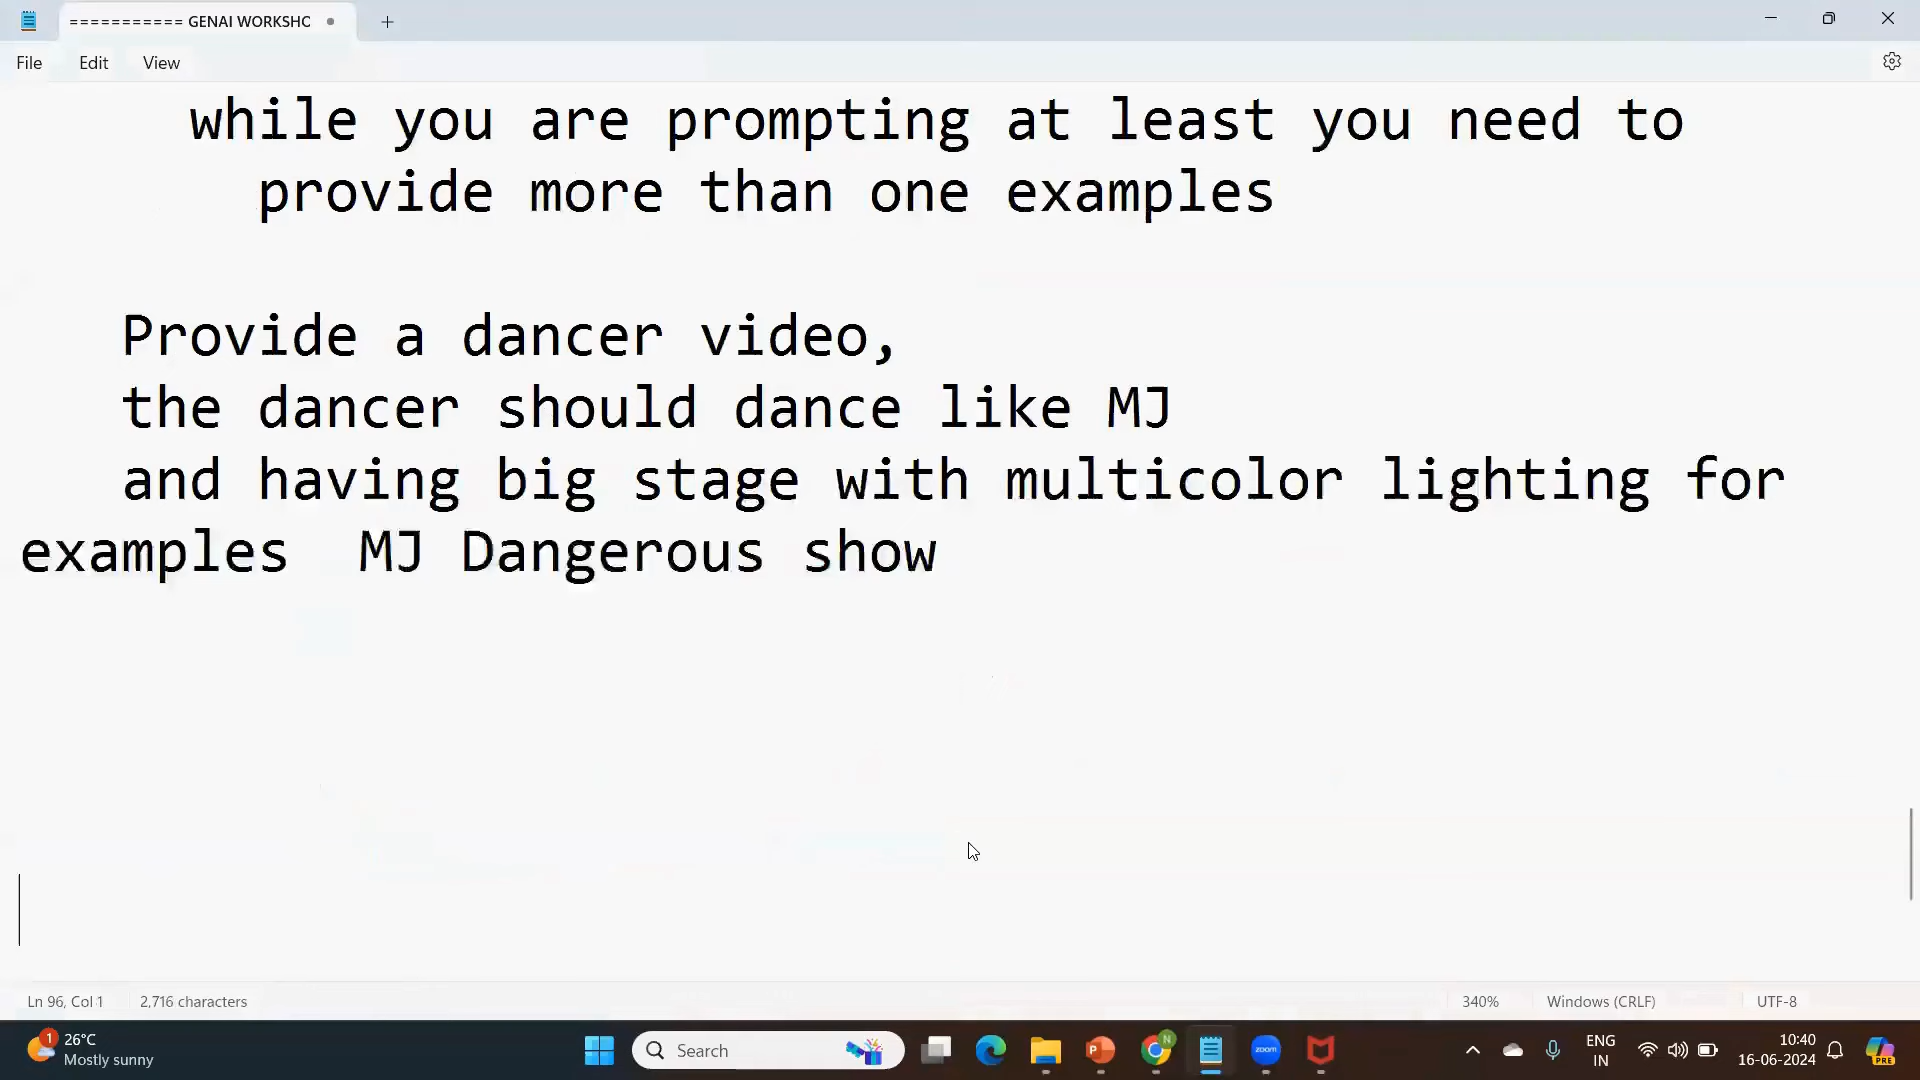 =========== GENAI WORKSHC
File Edit View
while you are prompting at least you need to
provide more than one examples
Provide a dancer video,
the dancer should dance like MJ
and having big stage with multicolor lighting for
examples  MJ Dangerous show
Ln 96, Col 1 2,716 characters 340% Windows (CRLF) UTF-8
1 26°C
Mostly sunny
Search
P
N
zoom
ENG
IN
10:40
16-06-2024
PRE